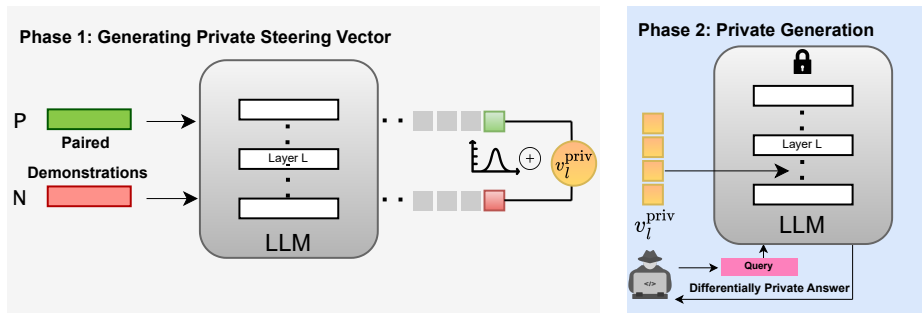 Phase 1: Generating Private Steering Vector
P
Paired
Demonstrations
N
Layer L
LLM
+
v_l^priv
Phase 2: Private Generation
Layer L
LLM
v_l^priv
Query
</>
Differentially Private Answer